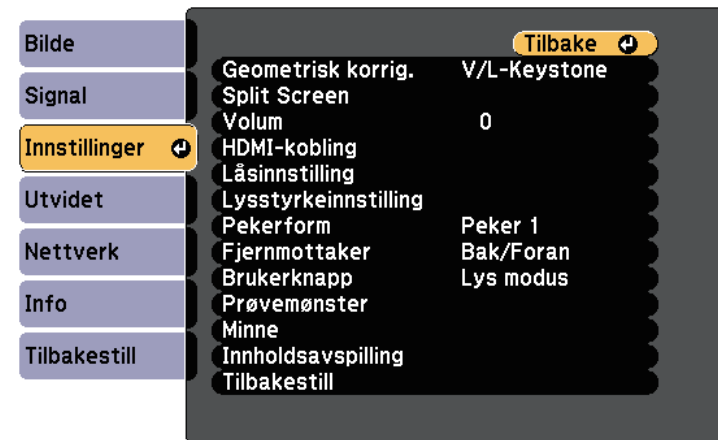 Bilde
Signal
Innstillinger
Utvidet
Nettverk
Info
Tilbakestill
Tilbake
Geometrisk korrig. V/L-Keystone
Split Screen
Volum 0
HDMI-kobling
Låsinnstilling
Lysstyrkeinnstilling
Pekerform Peker 1
Fjernmottaker Bak/Foran
Brukerknapp Lys modus
Prøvemønster
Minne
Innholdsavspilling
Tilbakestill